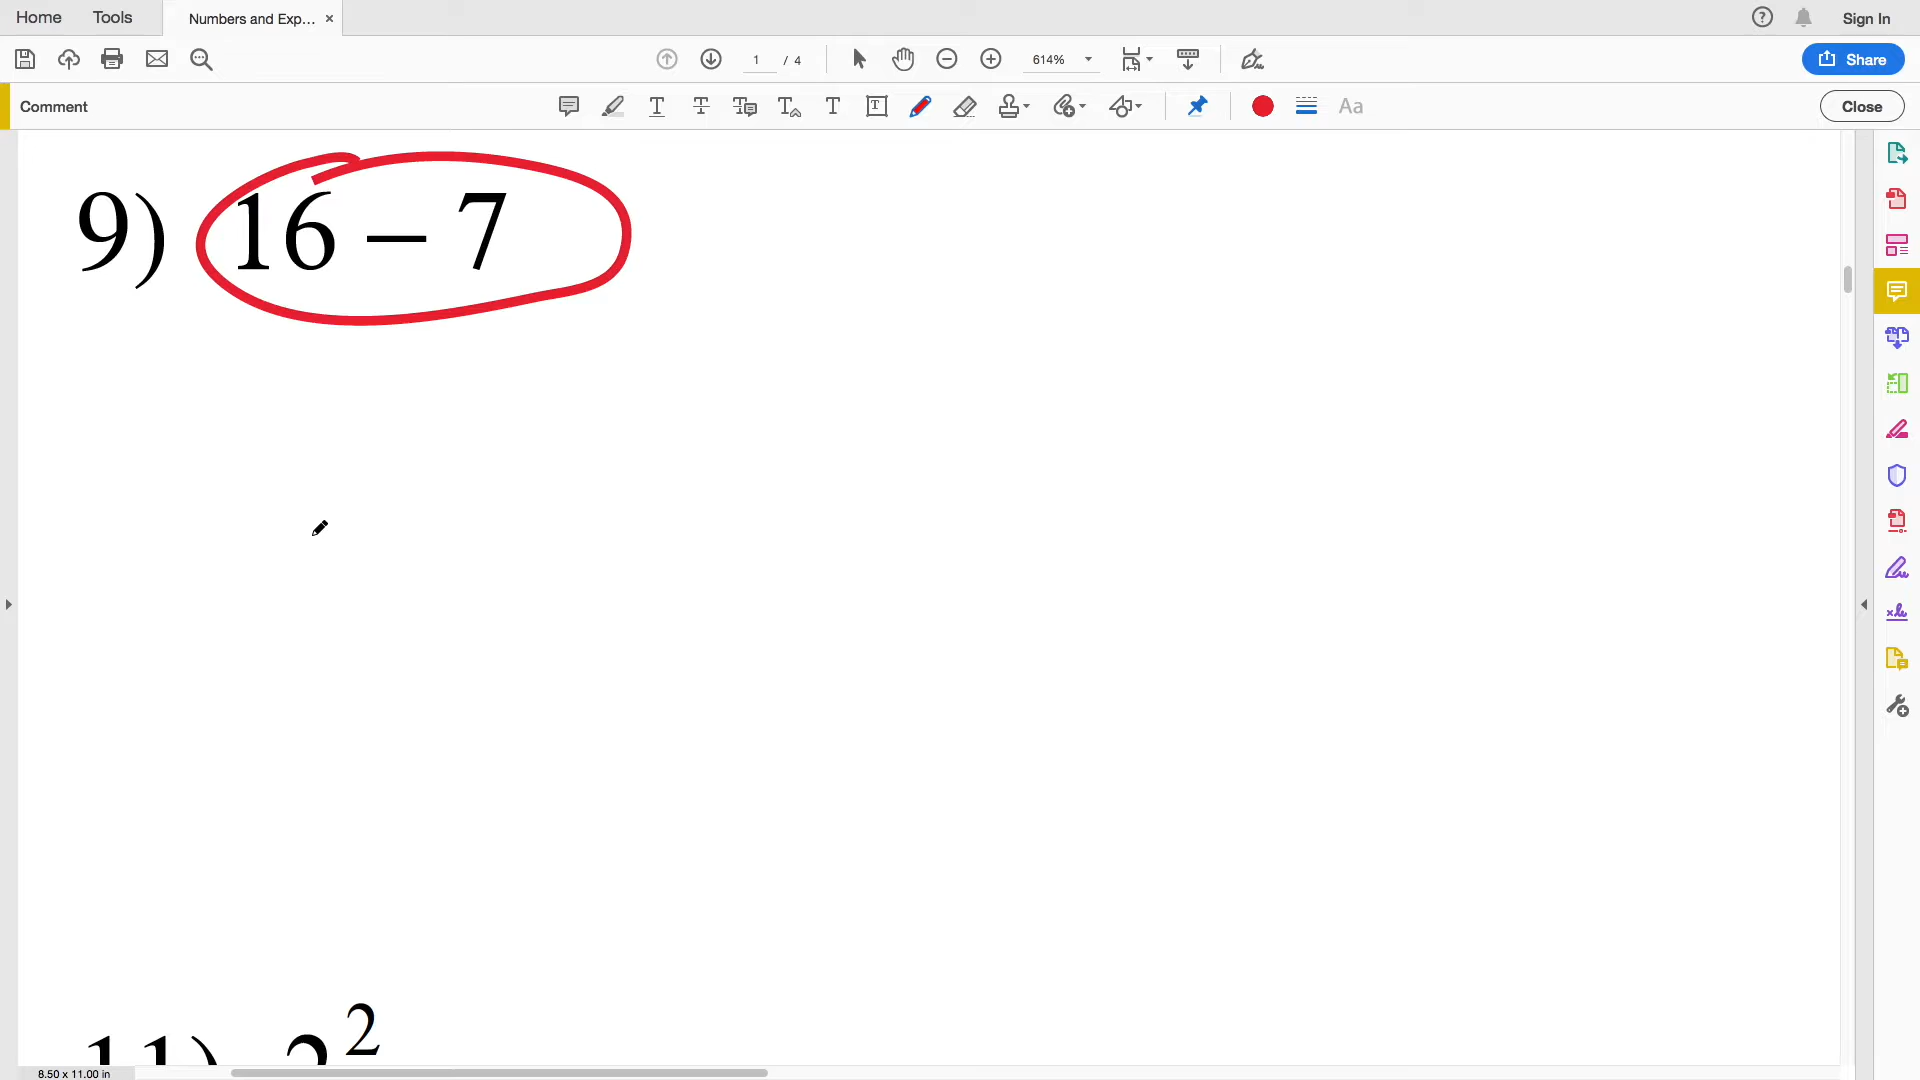 Home Tools Numbers and Exp... × Sign In
1 / 4 614% Share
Comment Aa Close
9) 16 – 7
2
11)
8.50 x 11.00 in